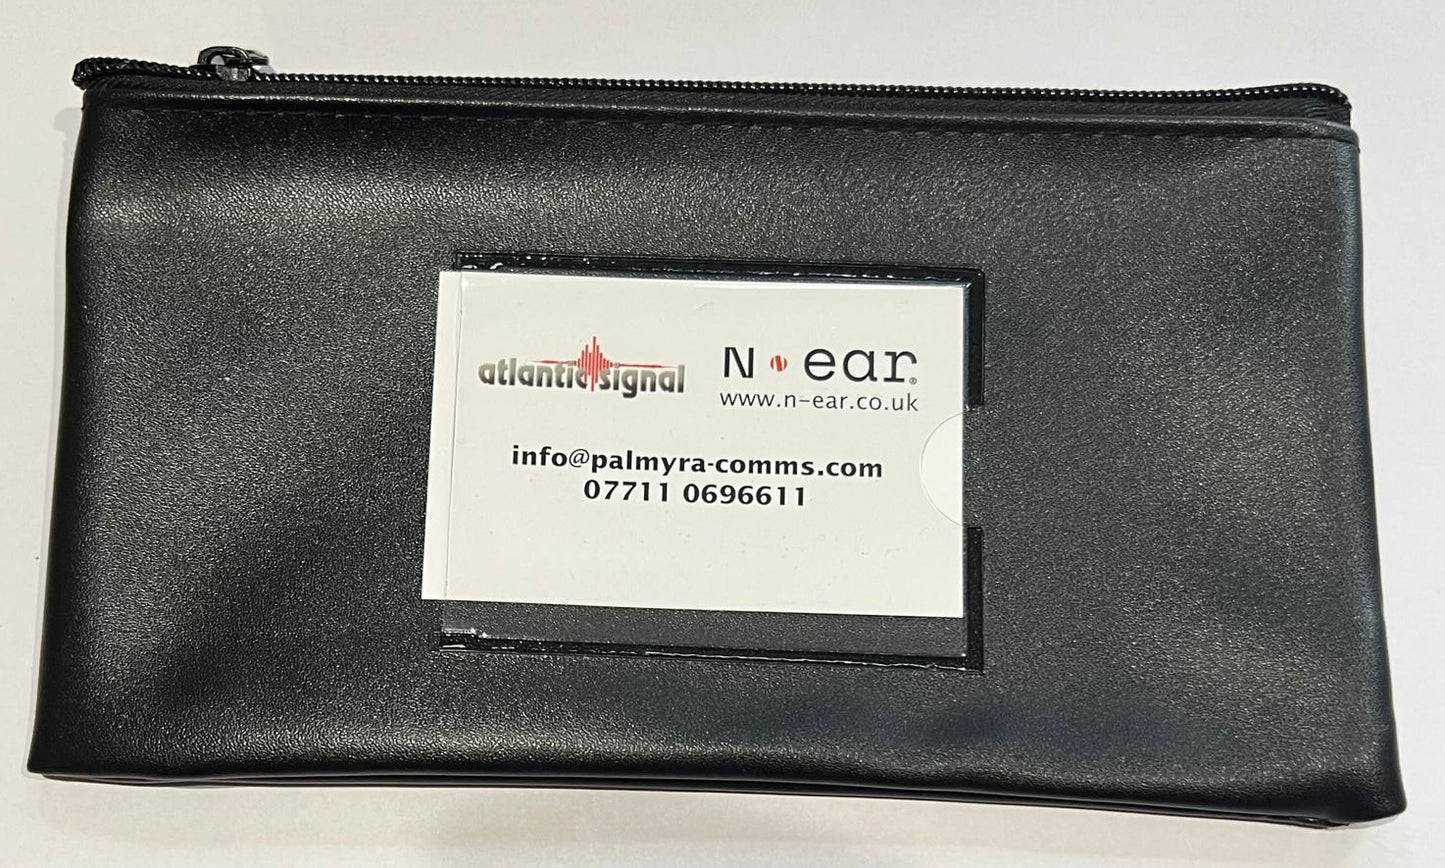 atlantic signal
N ear®
www.n-ear.co.uk
info@palmyra-comms.com
07711 0696611